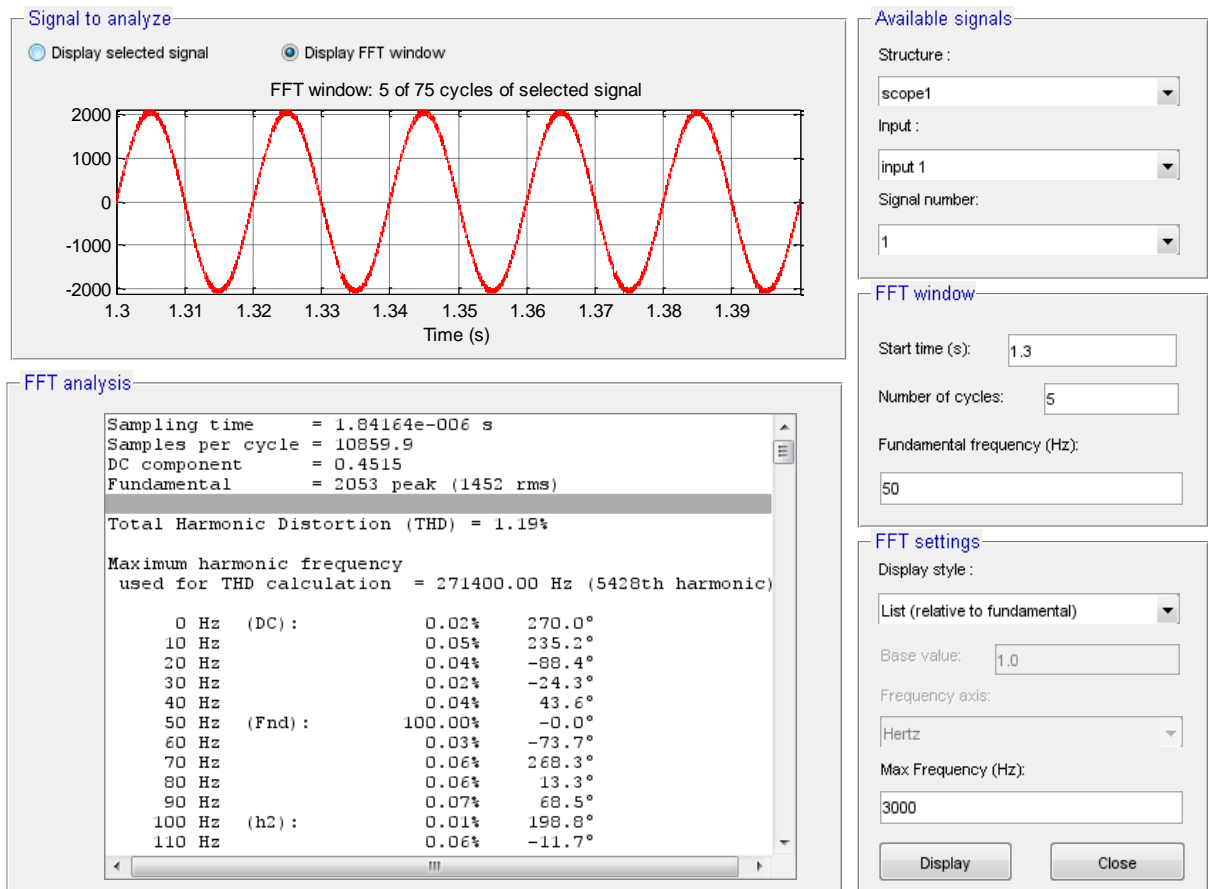 Signal to analyze
Display selected signal
Display FFT window
FFT window: 5 of 75 cycles of selected signal
2000
1000
0
-1000
-2000
1.3 1.31 1.32 1.33 1.34 1.35 1.36 1.37 1.38 1.39
Time (s)
FFT analysis
Sampling time = 1.84164e-006 s
Samples per cycle = 10859.9
DC component = 0.4515
Fundamental = 2053 peak (1452 rms)
Total Harmonic Distortion (THD) = 1.19%
Maximum harmonic frequency
used for THD calculation = 271400.00 Hz (5428th harmonic)
0 Hz (DC): 0.02% 270.0°
10 Hz 0.05% 235.2°
20 Hz 0.04% -88.4°
30 Hz 0.02% -24.3°
40 Hz 0.04% 43.6°
50 Hz (Fnd): 100.00% -0.0°
60 Hz 0.03% -73.7°
70 Hz 0.06% 268.3°
80 Hz 0.06% 13.3°
90 Hz 0.07% 68.5°
100 Hz (h2): 0.01% 198.8°
110 Hz 0.06% -11.7°
Available signals
Structure :
scope1
Input :
input 1
Signal number:
1
FFT window
Start time (s): 1.3
Number of cycles: 5
Fundamental frequency (Hz):
50
FFT settings
Display style :
List (relative to fundamental)
Base value: 1.0
Frequency axis:
Hertz
Max Frequency (Hz):
3000
Display
Close